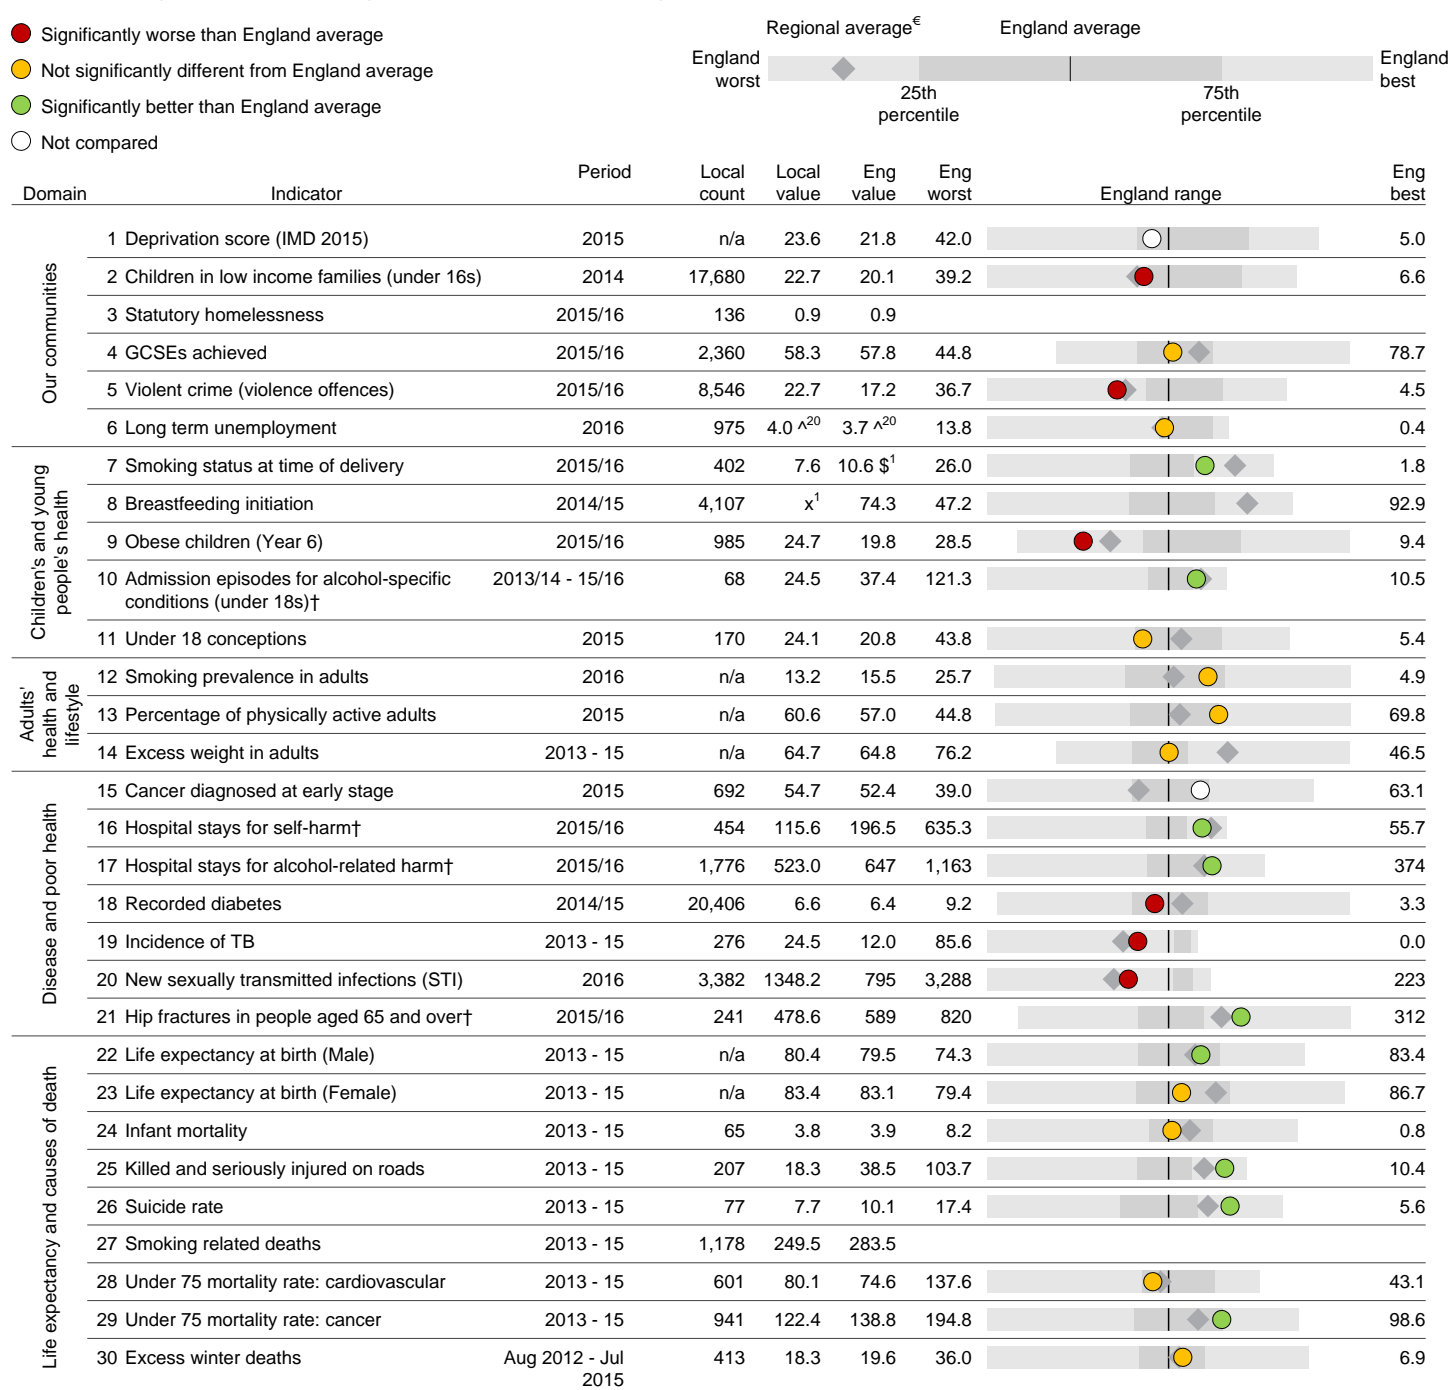 Significantly worse than England average
Not significantly different from England average
Significantly better than England average
Not compared
Regional average€ England average
England worst England best
25th percentile 75th percentile
Domain Indicator Period Local count Local value Eng value Eng worst England range Eng best
Our communities
1 Deprivation score (IMD 2015) 2015 n/a 23.6 21.8 42.0 5.0
2 Children in low income families (under 16s) 2014 17,680 22.7 20.1 39.2 6.6
3 Statutory homelessness 2015/16 136 0.9 0.9
4 GCSEs achieved 2015/16 2,360 58.3 57.8 44.8 78.7
5 Violent crime (violence offences) 2015/16 8,546 22.7 17.2 36.7 4.5
6 Long term unemployment 2016 975 4.0 ^20 3.7 ^20 13.8 0.4
Children's and young people's health
7 Smoking status at time of delivery 2015/16 402 7.6 10.6 $1 26.0 1.8
8 Breastfeeding initiation 2014/15 4,107 x1 74.3 47.2 92.9
9 Obese children (Year 6) 2015/16 985 24.7 19.8 28.5 9.4
10 Admission episodes for alcohol-specific 2013/14 - 15/16 68 24.5 37.4 121.3 10.5
conditions (under 18s)†
11 Under 18 conceptions 2015 170 24.1 20.8 43.8 5.4
Adults' health and lifestyle
12 Smoking prevalence in adults 2016 n/a 13.2 15.5 25.7 4.9
13 Percentage of physically active adults 2015 n/a 60.6 57.0 44.8 69.8
14 Excess weight in adults 2013 - 15 n/a 64.7 64.8 76.2 46.5
Disease and poor health
15 Cancer diagnosed at early stage 2015 692 54.7 52.4 39.0 63.1
16 Hospital stays for self-harm† 2015/16 454 115.6 196.5 635.3 55.7
17 Hospital stays for alcohol-related harm† 2015/16 1,776 523.0 647 1,163 374
18 Recorded diabetes 2014/15 20,406 6.6 6.4 9.2 3.3
19 Incidence of TB 2013 - 15 276 24.5 12.0 85.6 0.0
20 New sexually transmitted infections (STI) 2016 3,382 1348.2 795 3,288 223
21 Hip fractures in people aged 65 and over† 2015/16 241 478.6 589 820 312
Life expectancy and causes of death
22 Life expectancy at birth (Male) 2013 - 15 n/a 80.4 79.5 74.3 83.4
23 Life expectancy at birth (Female) 2013 - 15 n/a 83.4 83.1 79.4 86.7
24 Infant mortality 2013 - 15 65 3.8 3.9 8.2 0.8
25 Killed and seriously injured on roads 2013 - 15 207 18.3 38.5 103.7 10.4
26 Suicide rate 2013 - 15 77 7.7 10.1 17.4 5.6
27 Smoking related deaths 2013 - 15 1,178 249.5 283.5
28 Under 75 mortality rate: cardiovascular 2013 - 15 601 80.1 74.6 137.6 43.1
29 Under 75 mortality rate: cancer 2013 - 15 941 122.4 138.8 194.8 98.6
30 Excess winter deaths Aug 2012 - Jul 413 18.3 19.6 36.0 6.9
2015